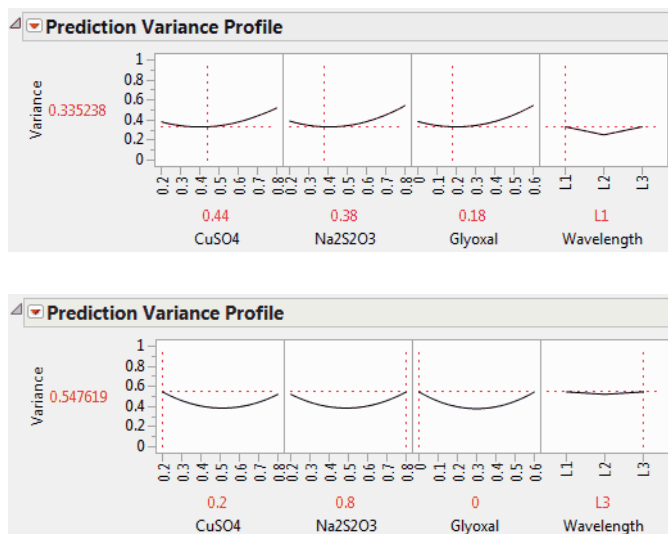 Prediction Variance Profile
1
0.8
0.6
0.4
0.2
0
Variance
0.335238
0.2 0.3 0.4 0.5 0.6 0.7 0.8 0.2 0.3 0.4 0.5 0.6 0.7 0.8 0 0.1 0.2 0.3 0.4 0.5 0.6 L1 L2 L3
0.44 0.38 0.18 L1
CuSO4 Na2S2O3 Glyoxal Wavelength
Prediction Variance Profile
1
0.8
0.6
0.4
0.2
0
Variance
0.547619
0.2 0.3 0.4 0.5 0.6 0.7 0.8 0.2 0.3 0.4 0.5 0.6 0.7 0.8 0 0.1 0.2 0.3 0.4 0.5 0.6 L1 L2 L3
0.2 0.8 0 L3
CuSO4 Na2S2O3 Glyoxal Wavelength